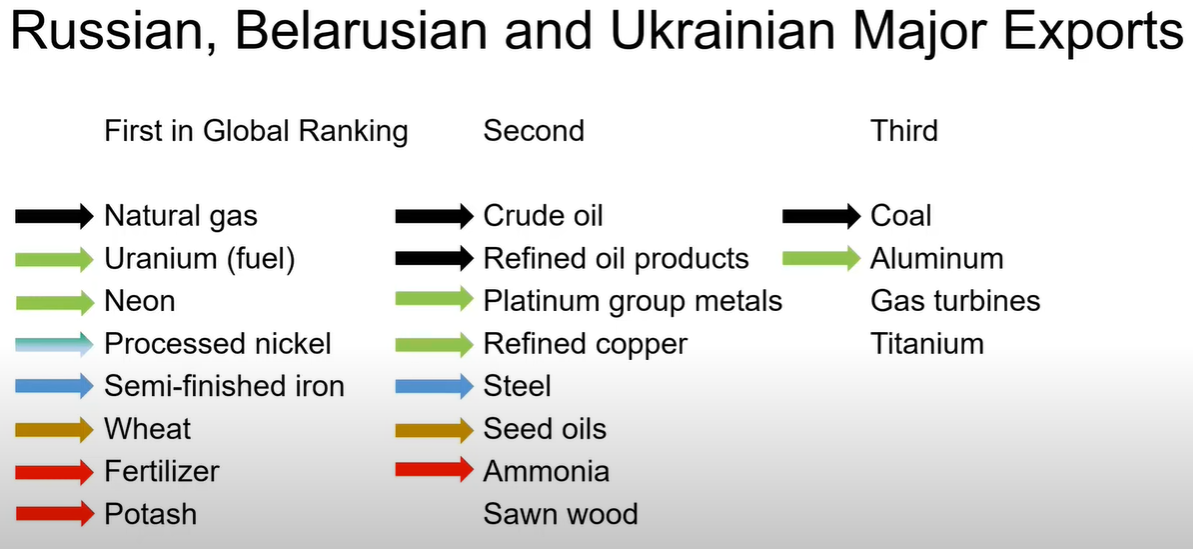 Russian, Belarusian and Ukrainian Major Exports
First in Global Ranking
Natural gas
Uranium (fuel)
Neon
Processed nickel
Semi-finished iron
Wheat
Fertilizer
Potash
Second
Crude oil
Refined oil products
Platinum group metals
Refined copper
Steel
Seed oils
Ammonia
Sawn wood
Third
Coal
Aluminum
Gas turbines
Titanium